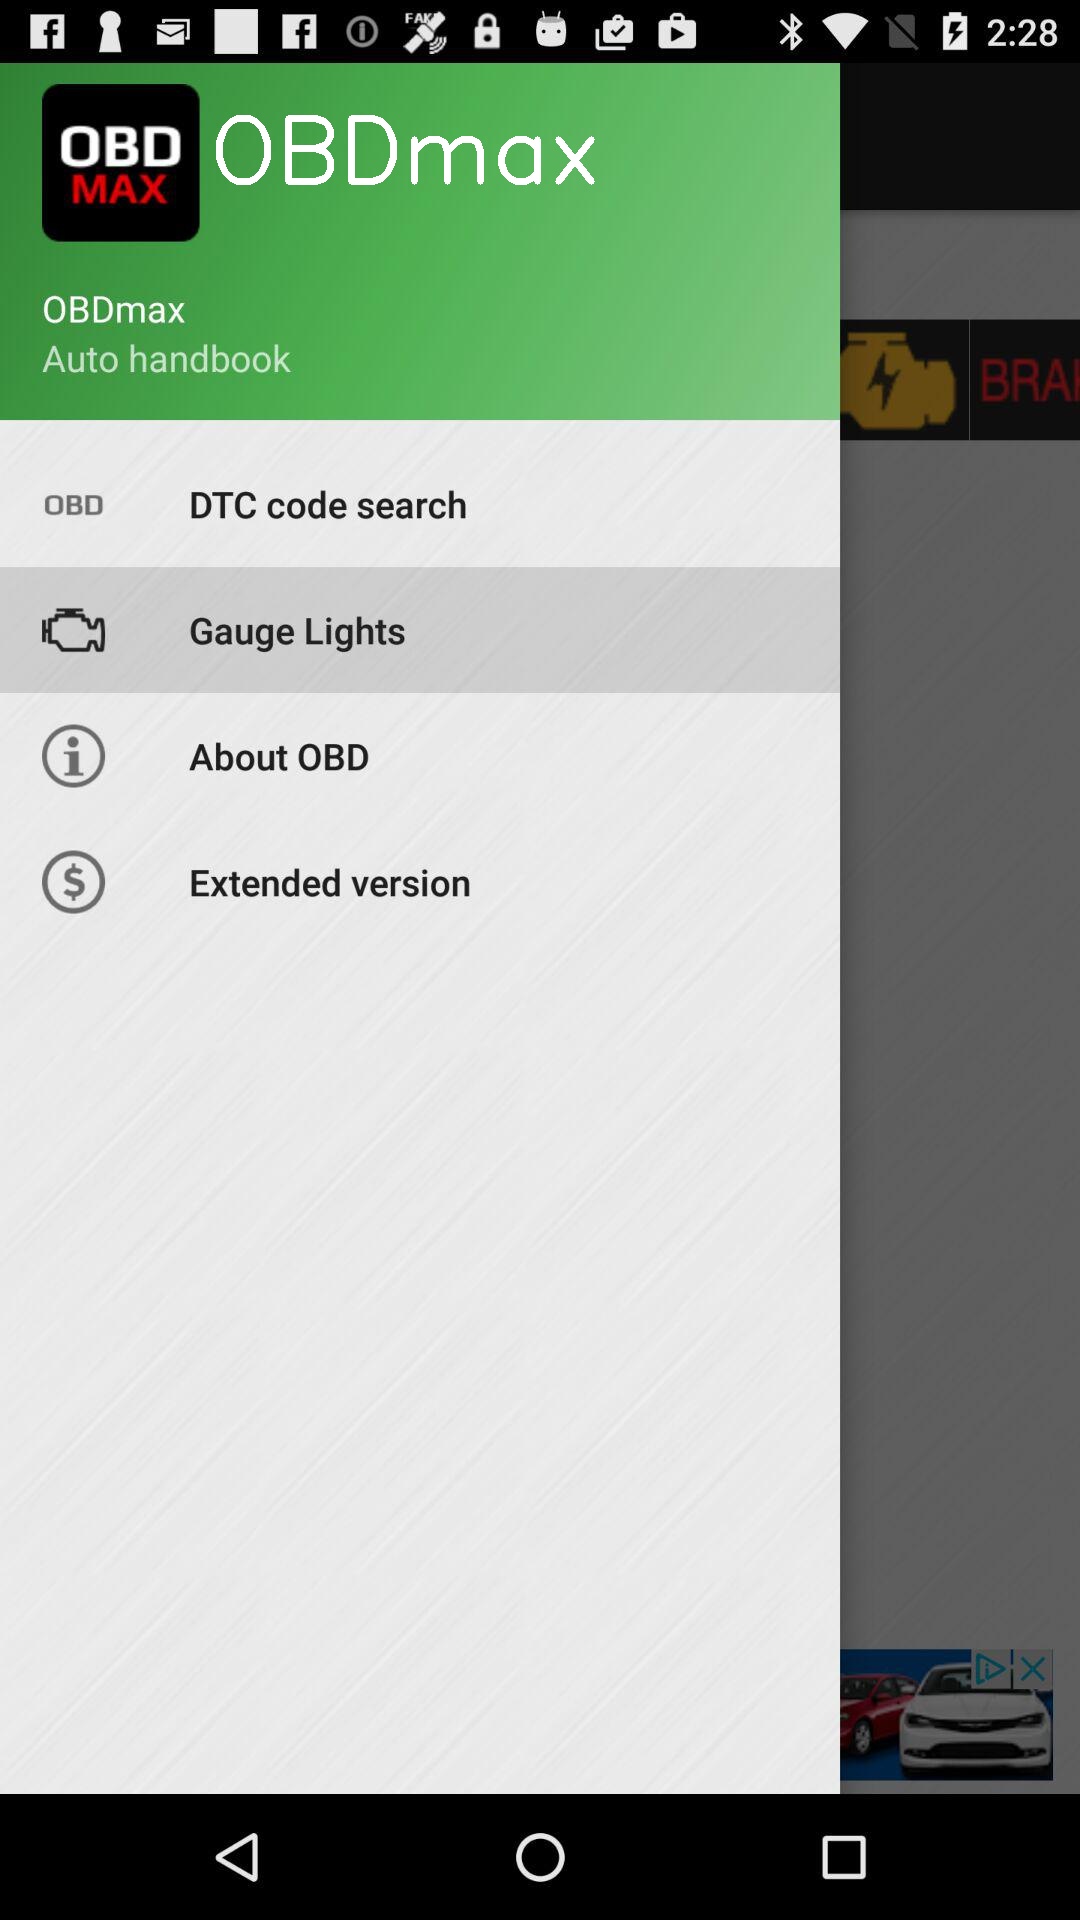 FAKE
2:28
OBD
MAX
OBDmax
OBDmax
Auto handbook
BRA
OBD
DTC code search
Gauge Lights
About OBD
Extended version